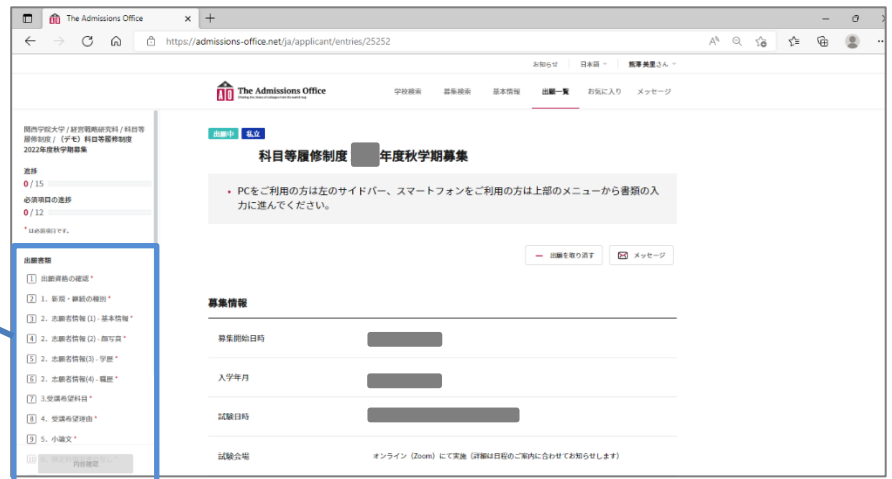 The Admissions Office
https://admissions-office.net/ja/applicant/entries/25252
お知らせ 日本語 熊澤美里さん
The Admissions Office
学校検索 募集検索 基本情報 出願一覧 お気に入り メッセージ
関西学院大学 / 経営戦略研究科 / 科目等
履修制度 / （デモ）科目等履修制度
2022年度秋学期募集
進捗
0 / 15
必須項目の進捗
0 / 12
* は必須項目です。
出願書類
1 出願資格の確認 *
2 1．新規・継続の種別 *
3 2．志願者情報 (1) - 基本情報 *
4 2．志願者情報 (2) - 顔写真 *
5 2．志願者情報(3) - 学歴 *
6 2．志願者情報(4) - 職歴 *
7 3.受講希望科目 *
8 4．受講希望理由 *
9 5．小論文 *
内容確認
出願中 私立
科目等履修制度 年度秋学期募集
• PCをご利用の方は左のサイドバー、スマートフォンをご利用の方は上部のメニューから書類の入
力に進んでください。
出願を取り消す メッセージ
募集情報
募集開始日時
入学年月
試験日時
試験会場 オンライン（Zoom）にて実施（詳細は日程のご案内に合わせてお知らせします）